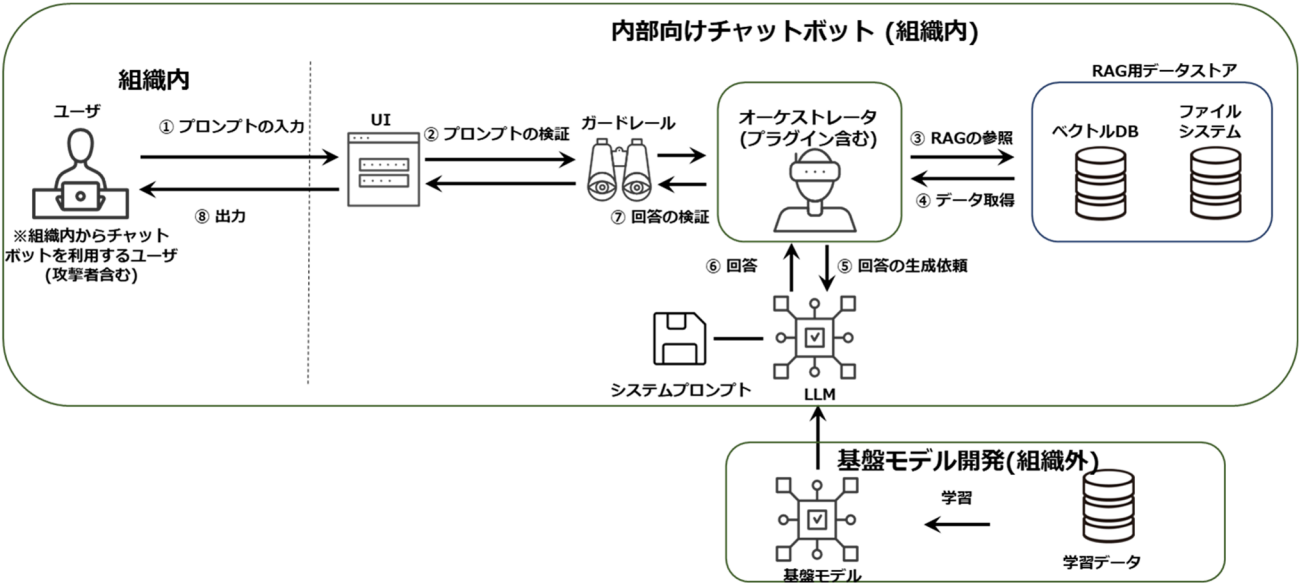 内部向けチャットボット (組織内)
組織内
ユーザ
① プロンプトの入力
⑧ 出力
※組織内からチャット
ボットを利用するユーザ
(攻撃者含む)
UI
② プロンプトの検証
ガードレール
⑦ 回答の検証
オーケストレータ
(プラグイン含む)
③ RAGの参照
④ データ取得
RAG用データストア
ベクトルDB
ファイル
システム
⑥ 回答
⑤ 回答の生成依頼
システムプロンプト
LLM
基盤モデル開発(組織外)
学習
基盤モデル
学習データ